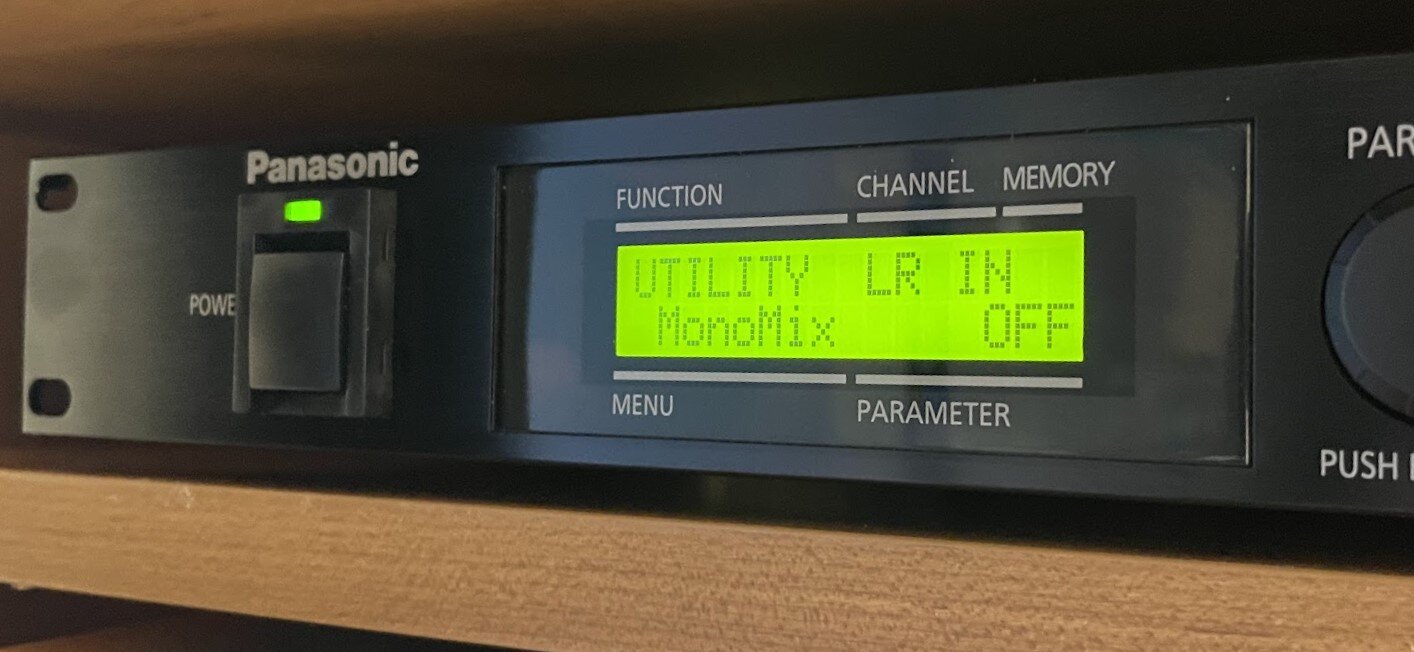 Panasonic
POWE
FUNCTION CHANNEL MEMORY
UTILITY LR IN
MonoMix OFF
MENU PARAMETER
PAR
PUSH